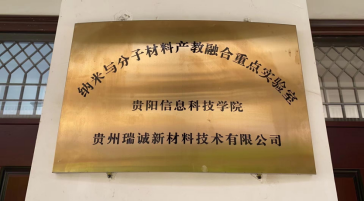 纳米与分子材料产教融合重点实验室
贵阳信息科技学院
贵州瑞诚新材料技术有限公司